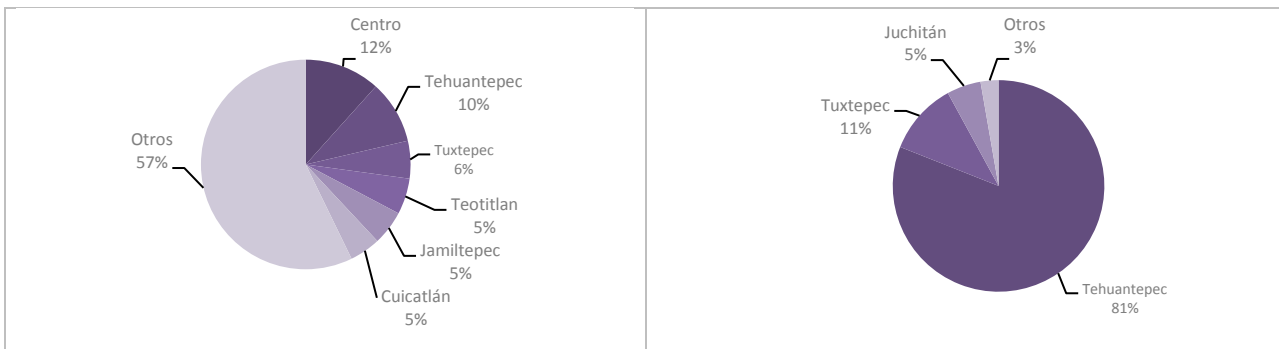 Centro
12%
Tehuantepec
10%
Tuxtepec
6%
Teotitlan
5%
Jamiltepec
5%
Cuicatlán
5%
Otros
57%
Juchitán
5%
Otros
3%
Tuxtepec
11%
Tehuantepec
81%